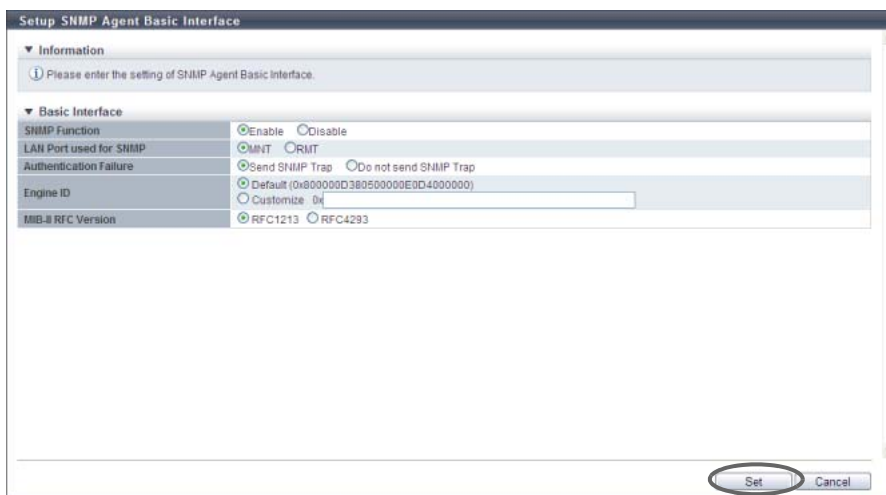 Setup SNMP Agent Basic Interface
▼ Information
Please enter the setting of SNMP Agent Basic Interface.
▼ Basic Interface
SNMP Function Enable Disable
LAN Port used for SNMP MNT RMT
Authentication Failure Send SNMP Trap Do not send SNMP Trap
Engine ID Default (0x800000D380500000E0D4000000)
Customize 0x
MIB-II RFC Version RFC1213 RFC4293
Set Cancel